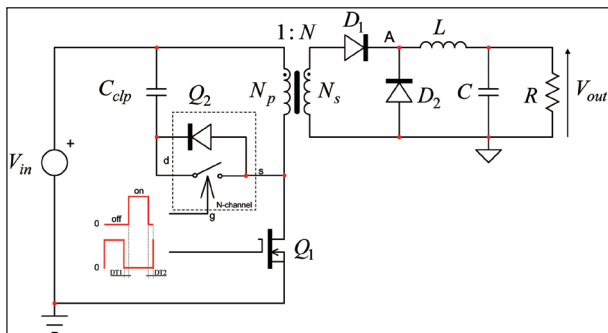 1 : N
D1
A
L
Cclp
Q2
Np
Ns
D2
C
R
Vout
Vin
+
d
s
N-channel
g
on
off
0
0
DT1
DT2
Q1